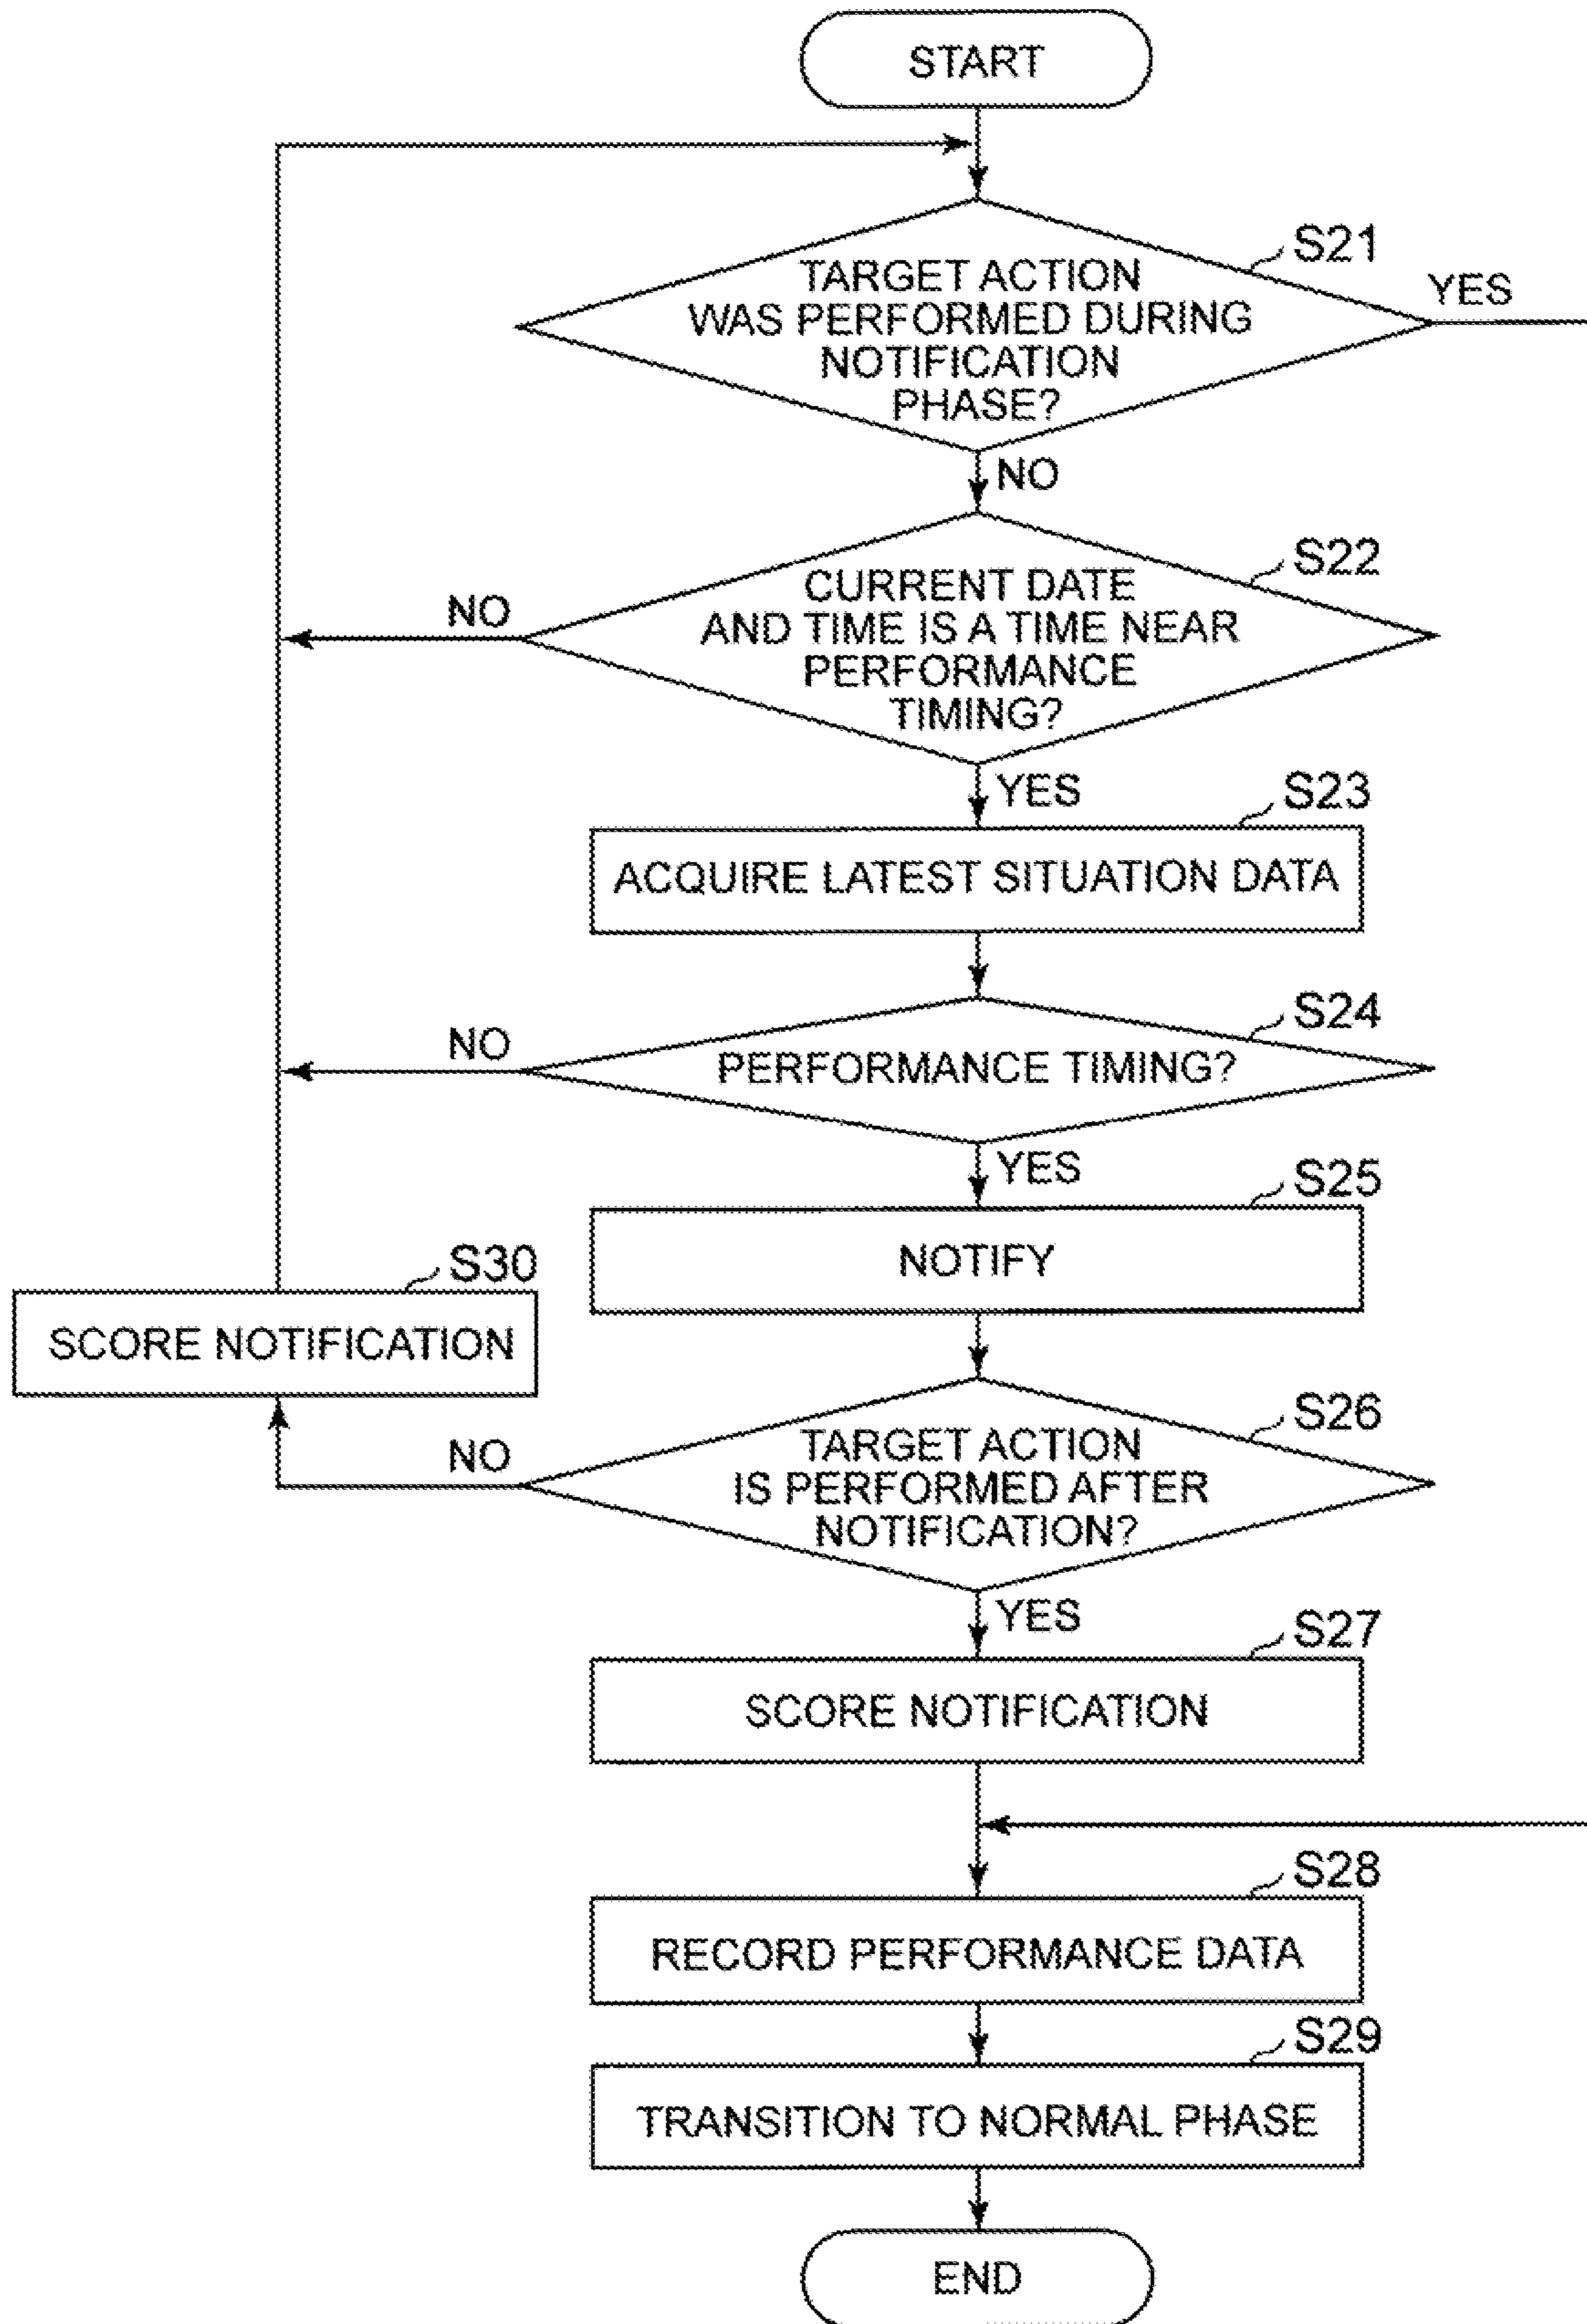 START
S21
TARGET ACTION
WAS PERFORMED DURING
NOTIFICATION
PHASE?
YES
NO
S22
CURRENT DATE
AND TIME IS A TIME NEAR
PERFORMANCE
TIMING?
NO
YES
S23
ACQUIRE LATEST SITUATION DATA
S24
PERFORMANCE TIMING?
NO
YES
S25
NOTIFY
S30
SCORE NOTIFICATION
S26
TARGET ACTION
IS PERFORMED AFTER
NOTIFICATION?
NO
YES
S27
SCORE NOTIFICATION
S28
RECORD PERFORMANCE DATA
S29
TRANSITION TO NORMAL PHASE
END